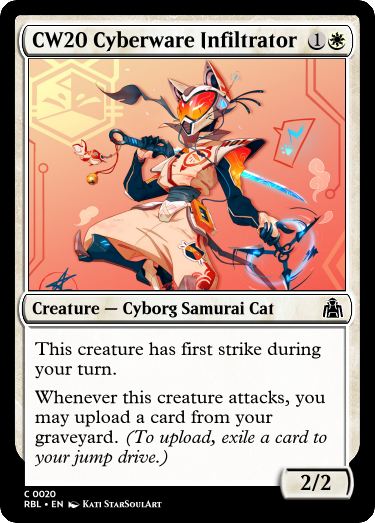 CW20 Cyberware Infiltrator 1
Creature — Cyborg Samurai Cat
This creature has first strike during
your turn.
Whenever this creature attacks, you
may upload a card from your
graveyard. (To upload, exile a card to
your jump drive.)
2/2
C 0020
RBL • EN Kati StarSoulArt